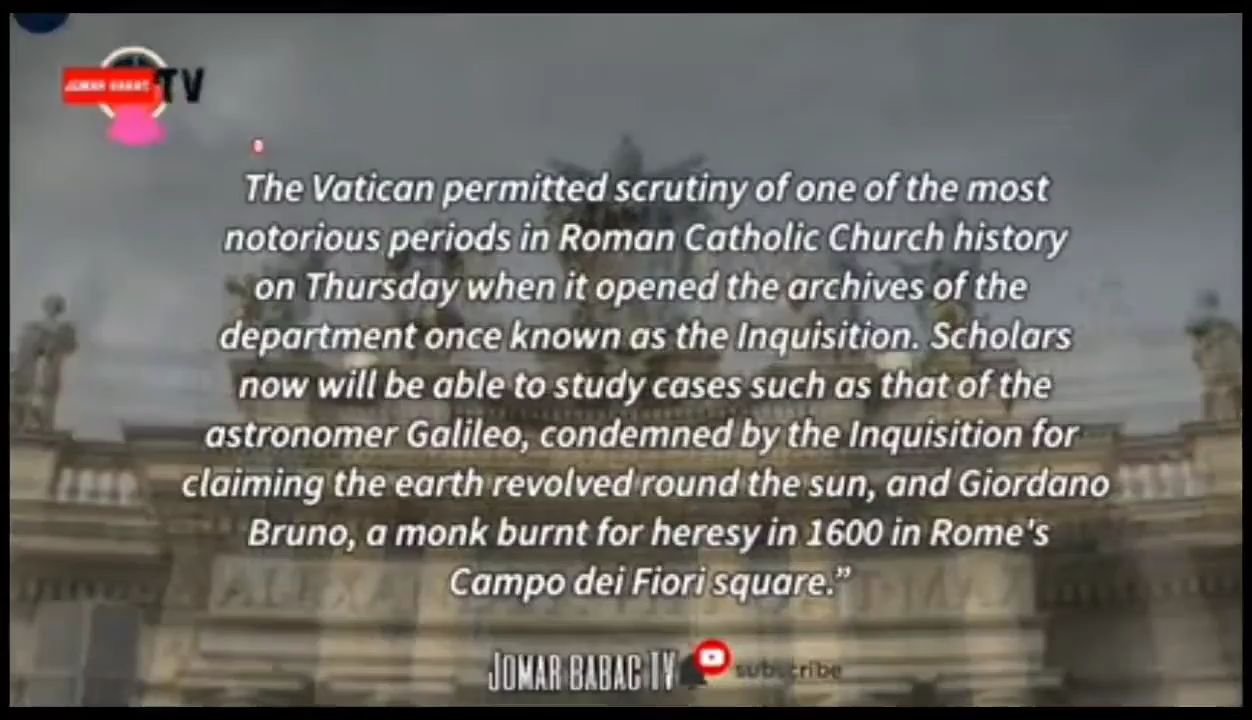 JOMAR BABAC TV
The Vatican permitted scrutiny of one of the most
notorious periods in Roman Catholic Church history
on Thursday when it opened the archives of the
department once known as the Inquisition. Scholars
now will be able to study cases such as that of the
astronomer Galileo, condemned by the Inquisition for
claiming the earth revolved round the sun, and Giordano
Bruno, a monk burnt for heresy in 1600 in Rome's
Campo dei Fiori square.”
JOMAR BABAC TV subscribe